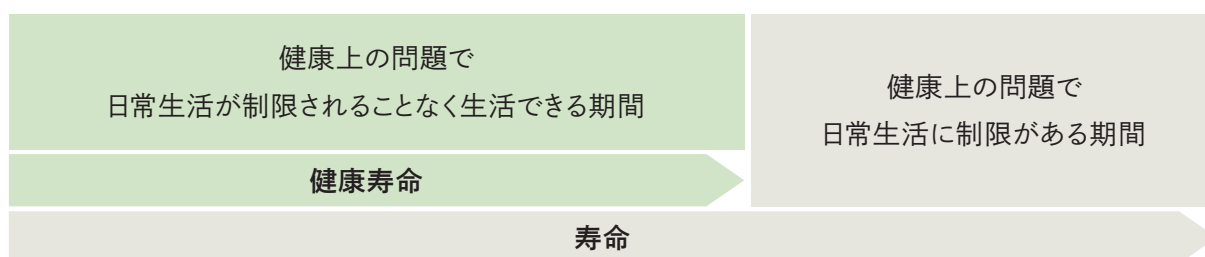 健康上の問題で
日常生活が制限されることなく生活できる期間
健康上の問題で
日常生活に制限がある期間
健康寿命
寿命